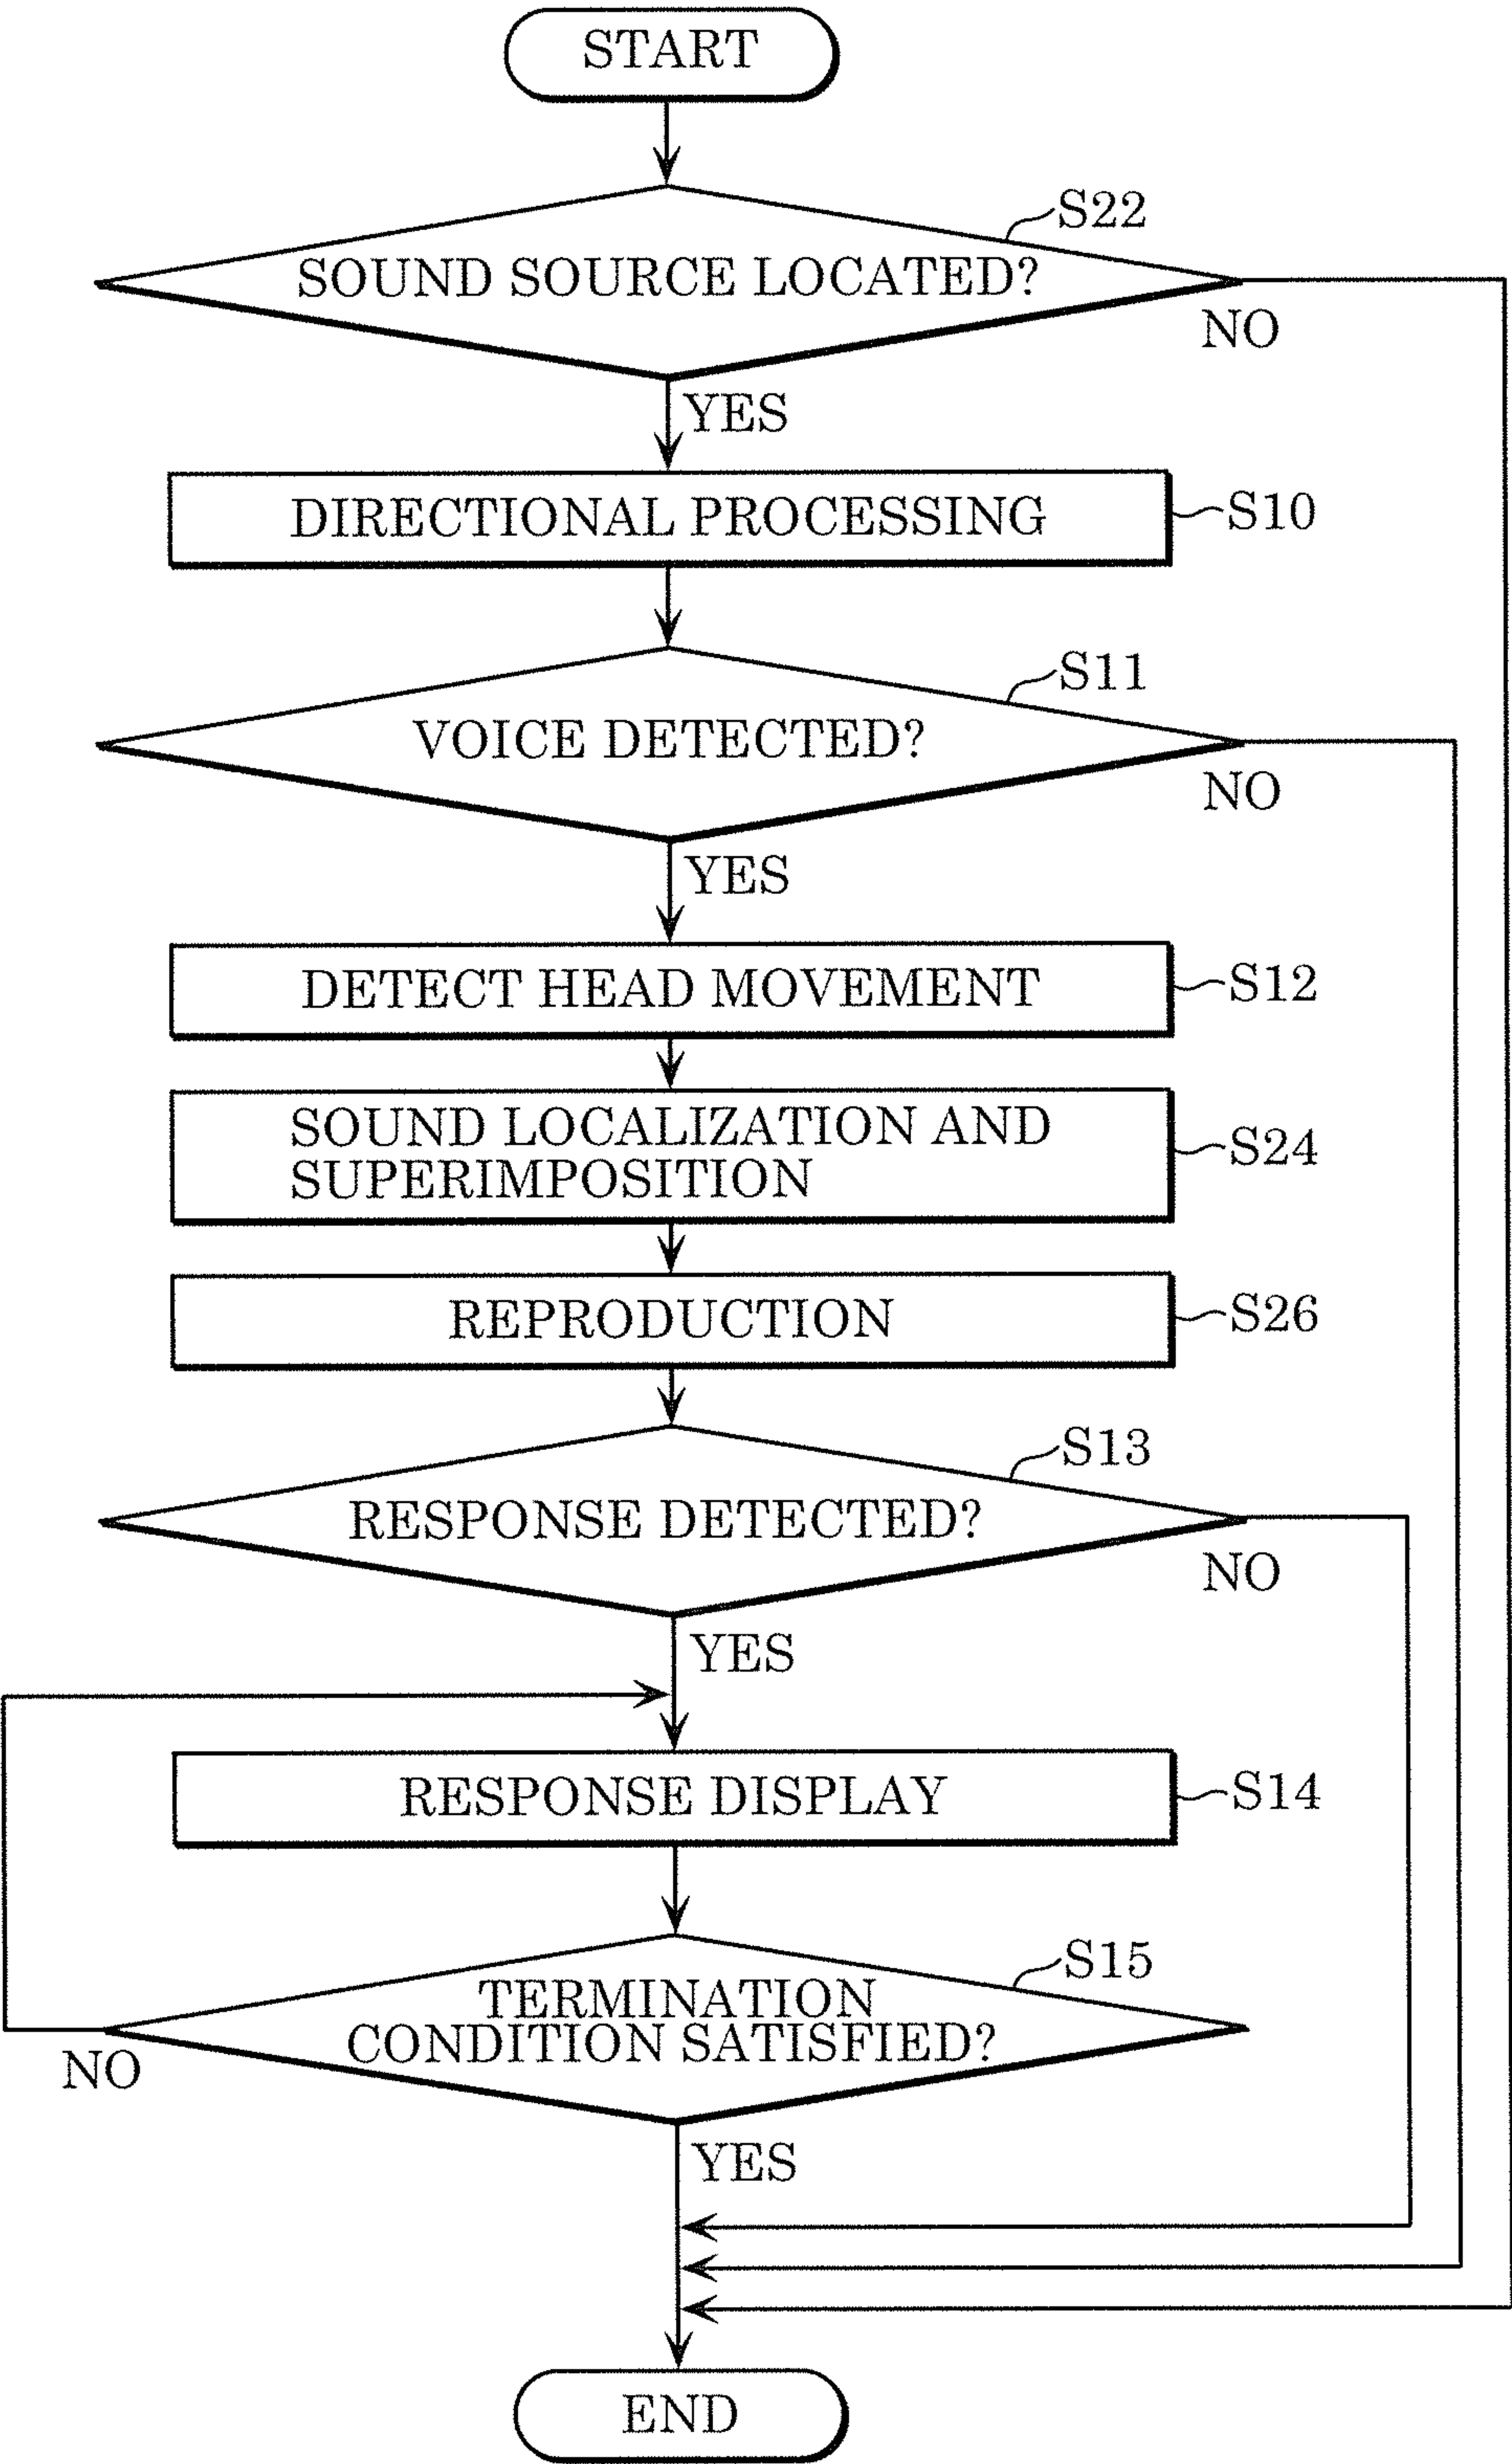 START
S22
SOUND SOURCE LOCATED?
NO
YES
DIRECTIONAL PROCESSING
S10
S11
VOICE DETECTED?
NO
YES
DETECT HEAD MOVEMENT
S12
SOUND LOCALIZATION AND
SUPERIMPOSITION
S24
REPRODUCTION
S26
S13
RESPONSE DETECTED?
NO
YES
RESPONSE DISPLAY
S14
S15
TERMINATION
CONDITION SATISFIED?
NO
YES
END